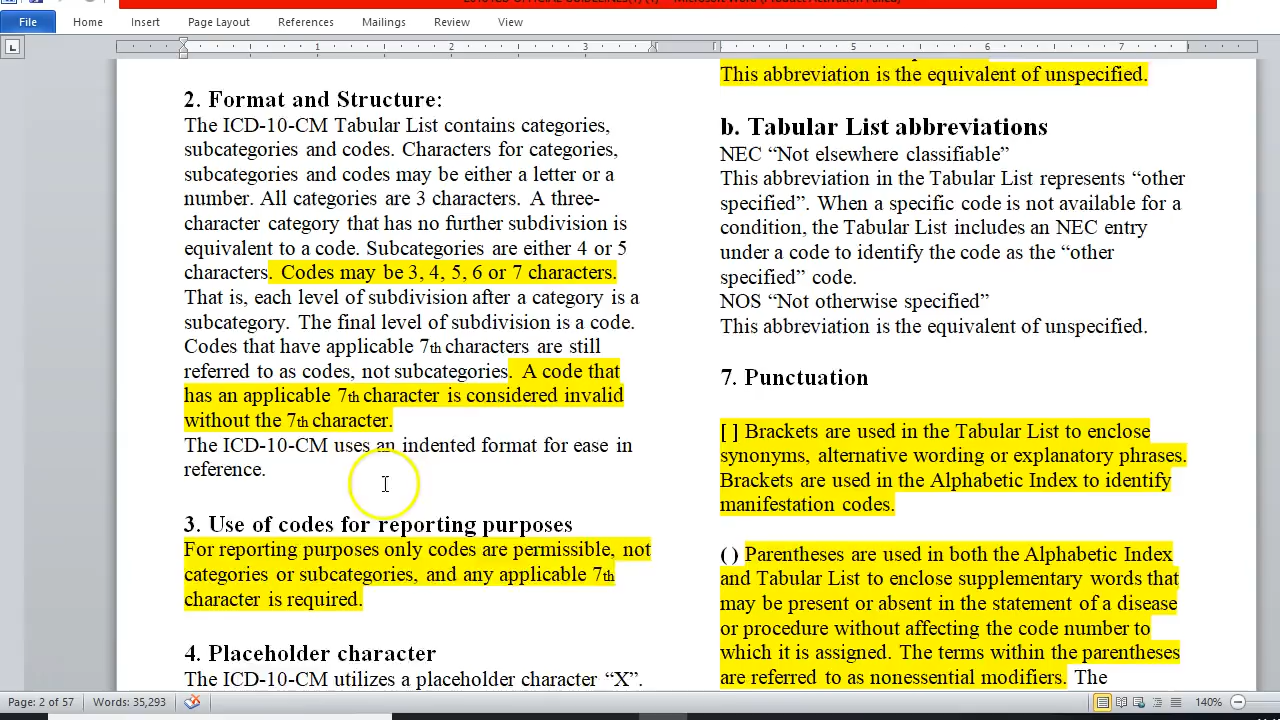 File Home Insert Page Layout References Mailings Review View
1 2 3 5 6 7
2. Format and Structure:
The ICD-10-CM Tabular List contains categories,
subcategories and codes. Characters for categories,
subcategories and codes may be either a letter or a
number. All categories are 3 characters. A three-
character category that has no further subdivision is
equivalent to a code. Subcategories are either 4 or 5
characters. Codes may be 3, 4, 5, 6 or 7 characters.
That is, each level of subdivision after a category is a
subcategory. The final level of subdivision is a code.
Codes that have applicable 7th characters are still
referred to as codes, not subcategories. A code that
has an applicable 7th character is considered invalid
without the 7th character.
The ICD-10-CM uses an indented format for ease in
reference.
3. Use of codes for reporting purposes
For reporting purposes only codes are permissible, not
categories or subcategories, and any applicable 7th
character is required.
4. Placeholder character
The ICD-10-CM utilizes a placeholder character “X”.
This abbreviation is the equivalent of unspecified.
b. Tabular List abbreviations
NEC “Not elsewhere classifiable”
This abbreviation in the Tabular List represents “other
specified”. When a specific code is not available for a
condition, the Tabular List includes an NEC entry
under a code to identify the code as the “other
specified” code.
NOS “Not otherwise specified”
This abbreviation is the equivalent of unspecified.
7. Punctuation
[ ] Brackets are used in the Tabular List to enclose
synonyms, alternative wording or explanatory phrases.
Brackets are used in the Alphabetic Index to identify
manifestation codes.
( ) Parentheses are used in both the Alphabetic Index
and Tabular List to enclose supplementary words that
may be present or absent in the statement of a disease
or procedure without affecting the code number to
which it is assigned. The terms within the parentheses
are referred to as nonessential modifiers. The
Page: 2 of 57 Words: 35,293 140%